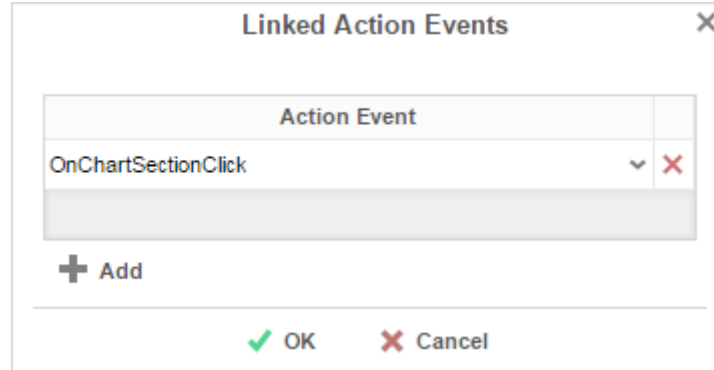 Linked Action Events
Action Event
OnChartSectionClick
Add
OK Cancel